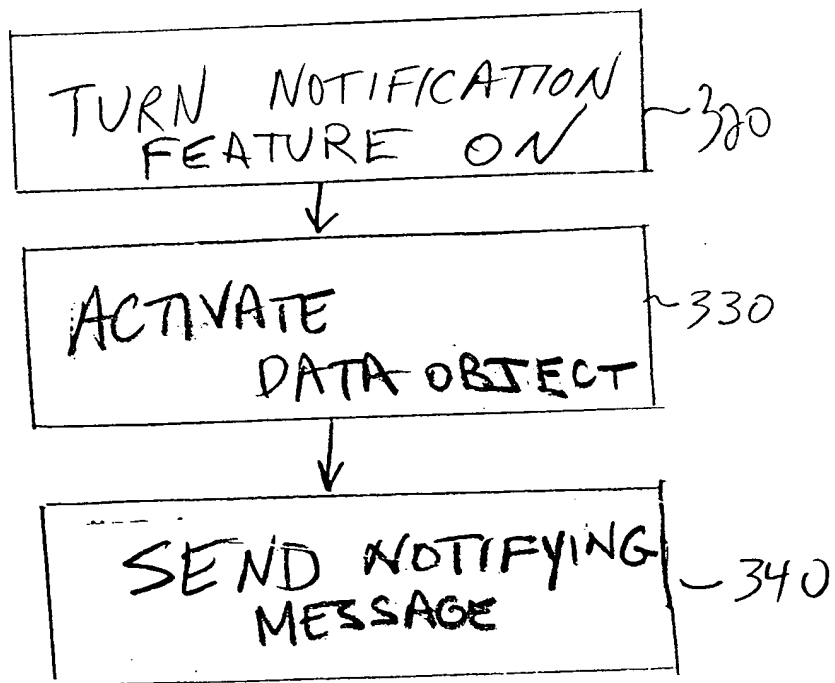 TURN NOTIFICATION
FEATURE ON
320
ACTIVATE
DATA OBJECT
330
SEND NOTIFYING
MESSAGE
340